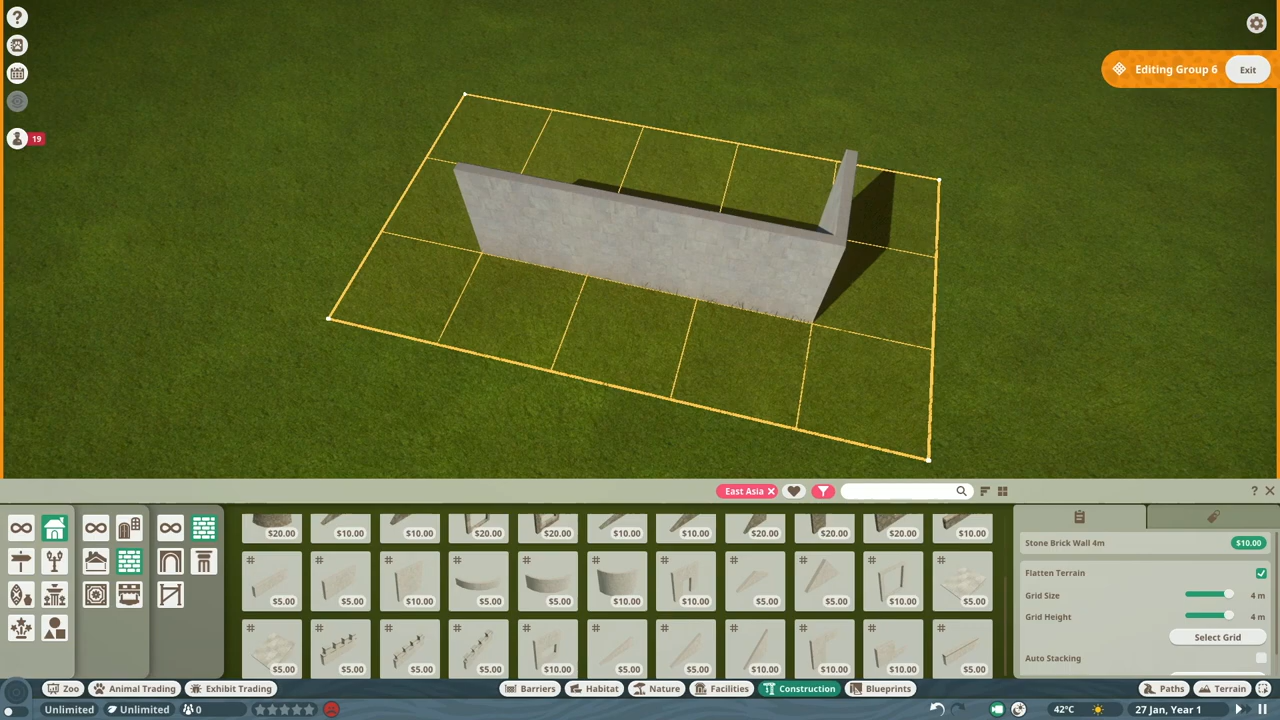 ?
19
Editing Group 6
Exit
East Asia ×
? ×
$20.00 $10.00 $10.00 $20.00 $20.00 $10.00 $10.00 $20.00 $20.00 $20.00 $10.00
$5.00 $5.00 $10.00 $5.00 $5.00 $10.00 $10.00 $5.00 $5.00 $10.00 $5.00
$5.00 $5.00 $5.00 $5.00 $10.00 $5.00 $5.00 $10.00 $10.00 $10.00 $5.00
Stone Brick Wall 4m $10.00
Flatten Terrain
Grid Size 4 m
Grid Height 4 m
Select Grid
Auto Stacking
Zoo Animal Trading Exhibit Trading Barriers Habitat Nature Facilities Construction Blueprints Paths Terrain
Unlimited Unlimited 0 42°C 27 Jan, Year 1